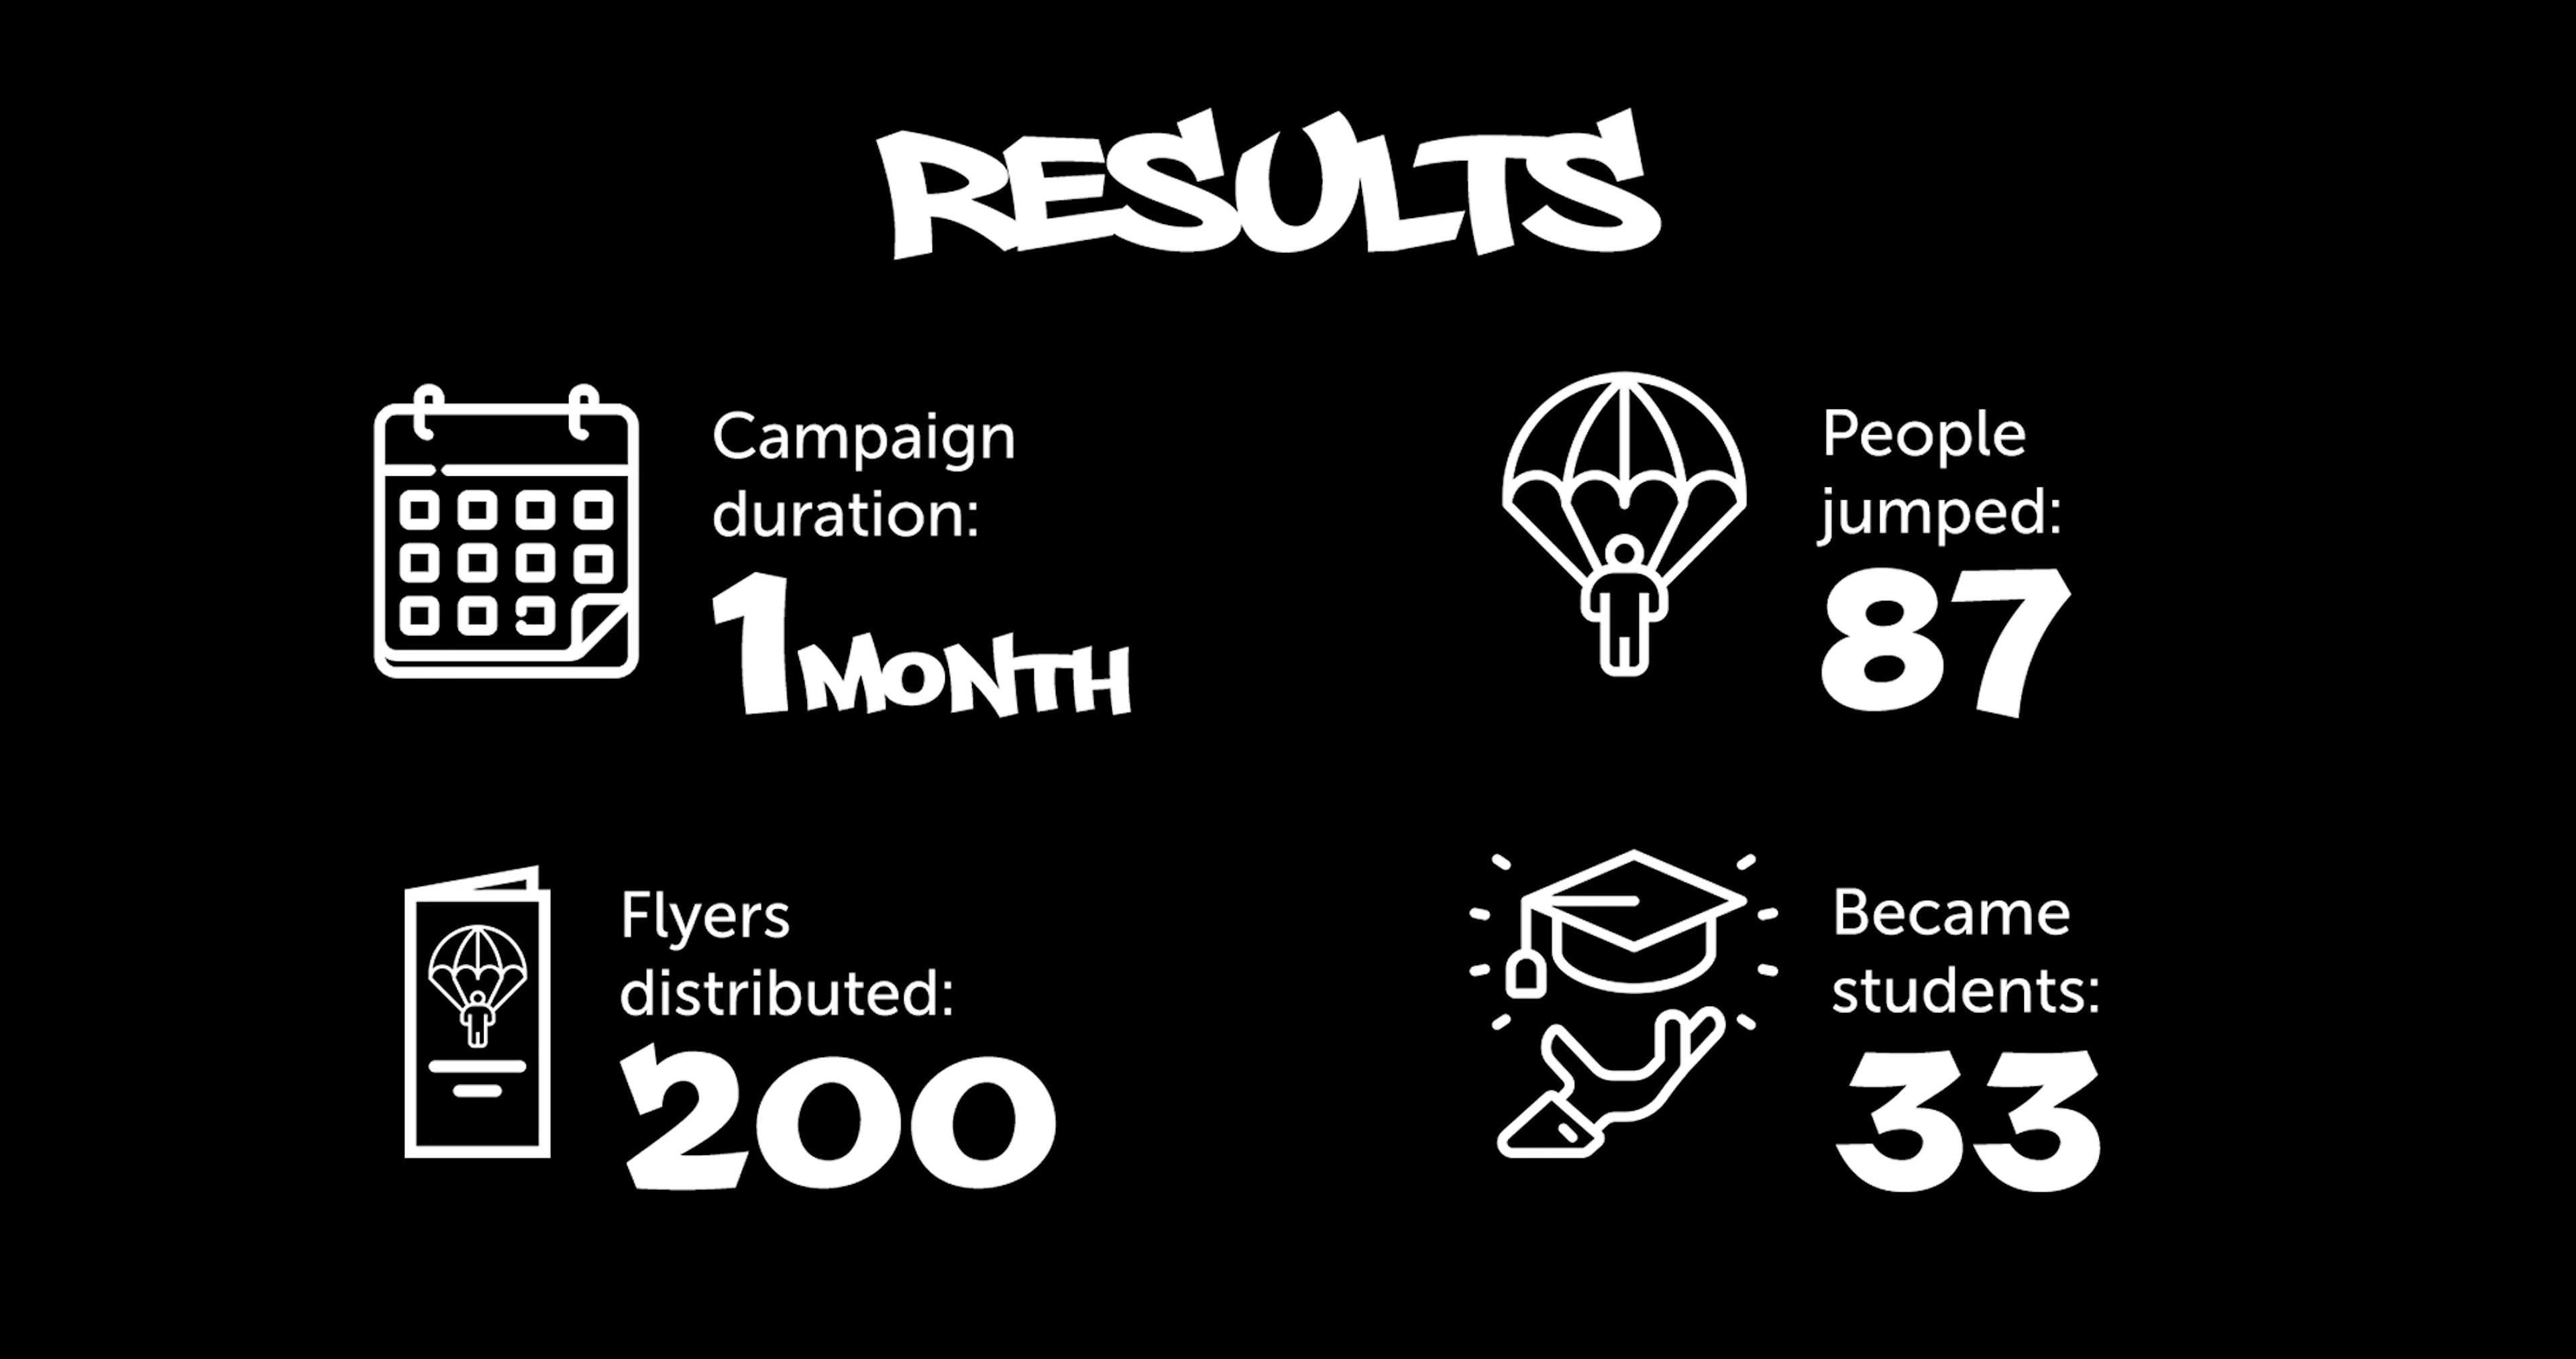 RESULTS
Campaign
duration:
1 MONTH
People
jumped:
87
Flyers
distributed:
200
Became
students:
33